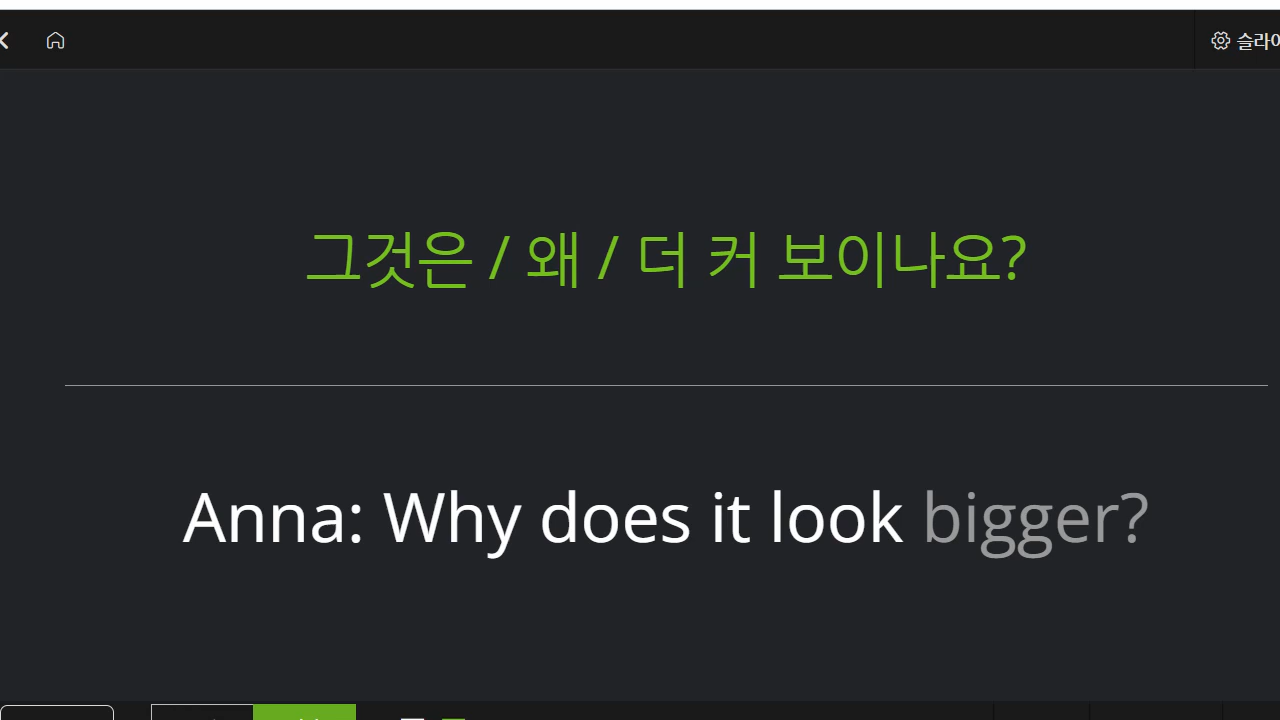 그것은 / 왜 / 더 커 보이나요?
Anna: Why does it look bigger?